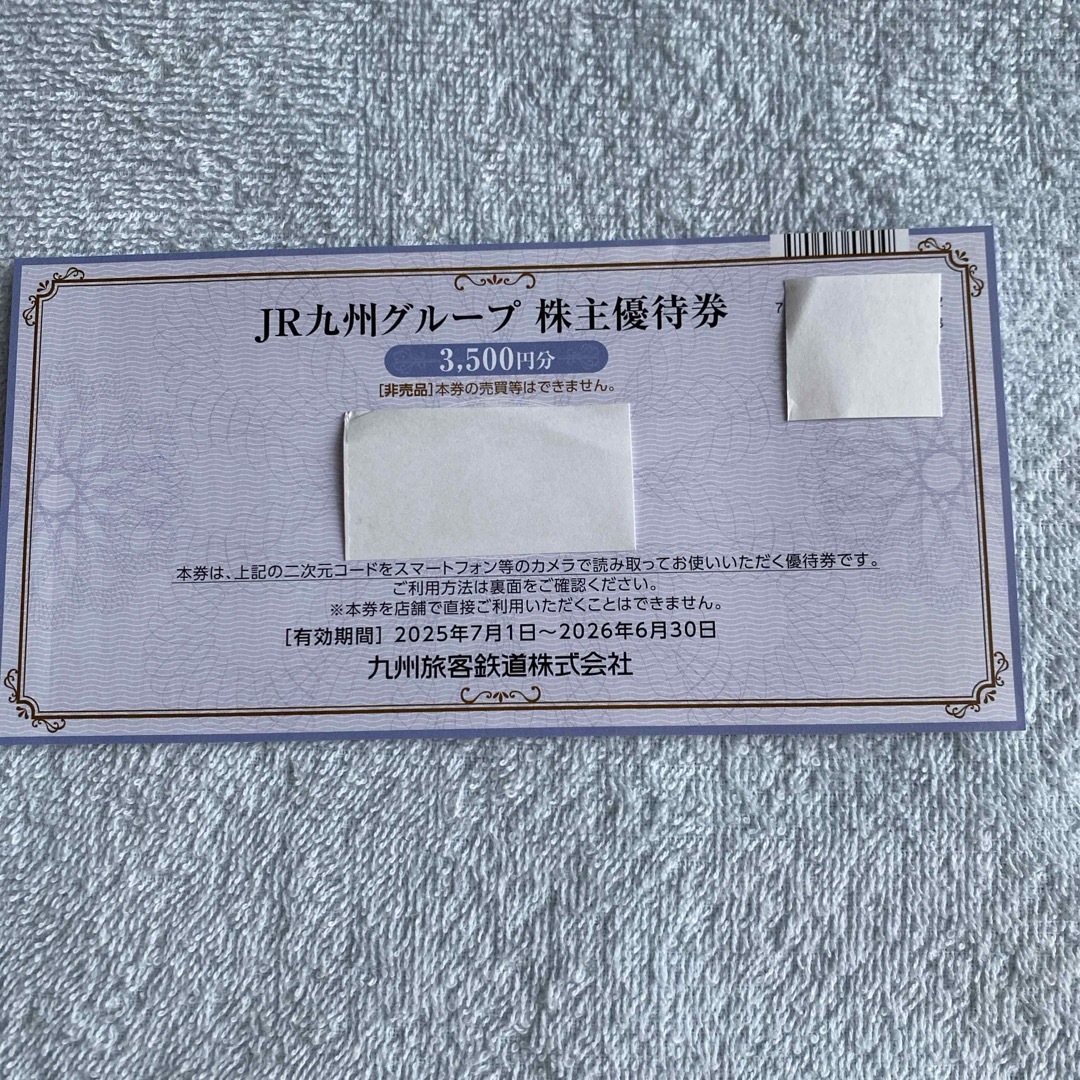 JR九州グループ 株主優待券
3,500円分
[非売品]本券の売買等はできません。
本券は、上記の二次元コードをスマートフォン等のカメラで読み取ってお使いいただく優待券です。
ご利用方法は裏面をご確認ください。
※本券を店舗で直接ご利用いただくことはできません。
[有効期間] 2025年7月1日～2026年6月30日
九州旅客鉄道株式会社